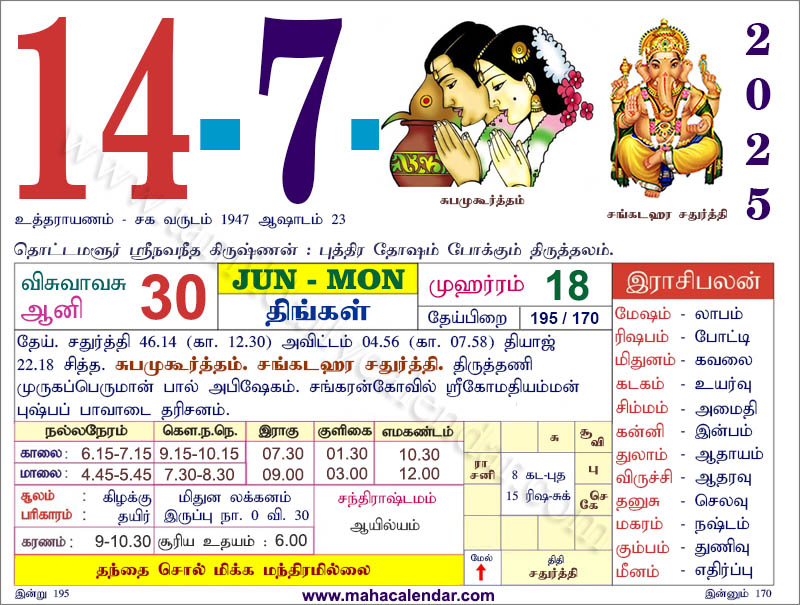 14-7-2025
சுபமுகூர்த்தம்
சங்கடஹர சதுர்த்தி
உத்தராயணம் - சக வருடம் 1947 ஆஷாடம் 23
தொட்டமளூர் ஸ்ரீநவநீத கிருஷ்ணன் : புத்திர தோஷம் போக்கும் திருத்தலம்.
விசுவாவசு
ஆனி 30
JUN - MON
திங்கள்
முஹர்ரம் 18
தேய்பிறை 195 / 170
தேய். சதுர்த்தி 46.14 (கா. 12.30) அவிட்டம் 04.56 (கா. 07.58) தியாஜ்
22.18 சித்த. சுபமுகூர்த்தம். சங்கடஹர சதுர்த்தி. திருத்தணி
முருகப்பெருமான் பால் அபிஷேகம். சங்கரன்கோவில் ஸ்ரீகோமதியம்மன்
புஷ்பப் பாவாடை தரிசனம்.
நல்லநேரம் கௌ.ந.நே. இராகு குளிகை எமகண்டம்
காலை: 6.15-7.15 9.15-10.15 07.30 01.30 10.30
மாலை: 4.45-5.45 7.30-8.30 09.00 03.00 12.00
சூலம் : கிழக்கு
பரிகாரம் : தயிர்
மிதுன லக்கனம்
இருப்பு நா. 0 வி. 30
சந்திராஷ்டமம்
ஆயில்யம்
கரணம்: 9-10.30 சூரிய உதயம் : 6.00
தந்தை சொல் மிக்க மந்திரமில்லை
சு
சூ
வி
ரா
சனி
8 கட-புத
15 ரிஷ-சுக்
பு
செ
கே
மேல்
திதி
சதுர்த்தி
இராசிபலன்
மேஷம் - லாபம்
ரிஷபம் - போட்டி
மிதுனம் - கவலை
கடகம் - உயர்வு
சிம்மம் - அமைதி
கன்னி - இன்பம்
துலாம் - ஆதாயம்
விருச்சி - ஆதரவு
தனுசு - செலவு
மகரம் - நஷ்டம்
கும்பம் - துணிவு
மீனம் - எதிர்ப்பு
இன்று 195
www.mahacalendar.com
இன்னும் 170